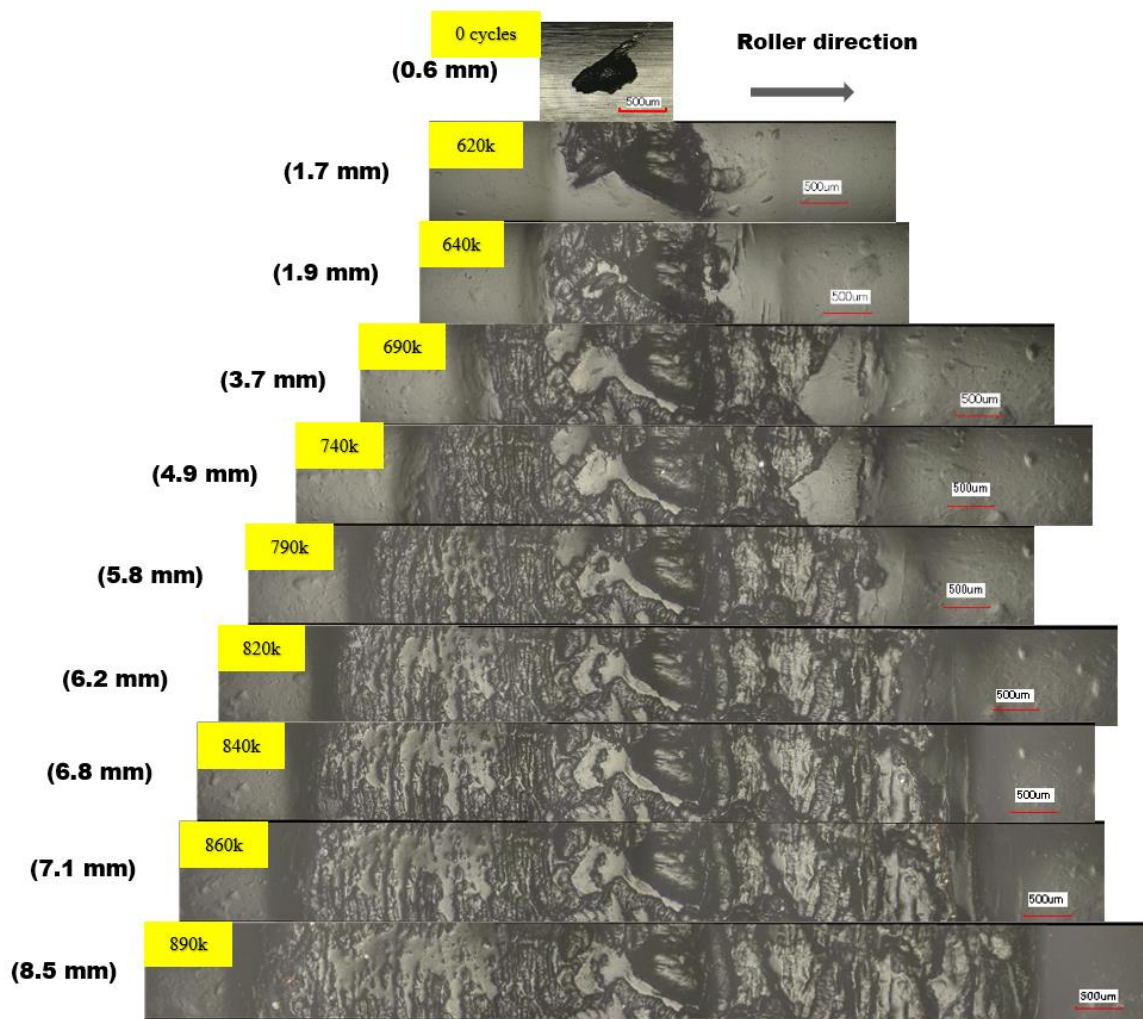 0 cycles
(0.6 mm)
Roller direction
500um
620k
(1.7 mm)
500um
640k
(1.9 mm)
500um
690k
(3.7 mm)
500um
740k
(4.9 mm)
500um
790k
(5.8 mm)
500um
820k
(6.2 mm)
500um
840k
(6.8 mm)
500um
860k
(7.1 mm)
500um
890k
(8.5 mm)
500um